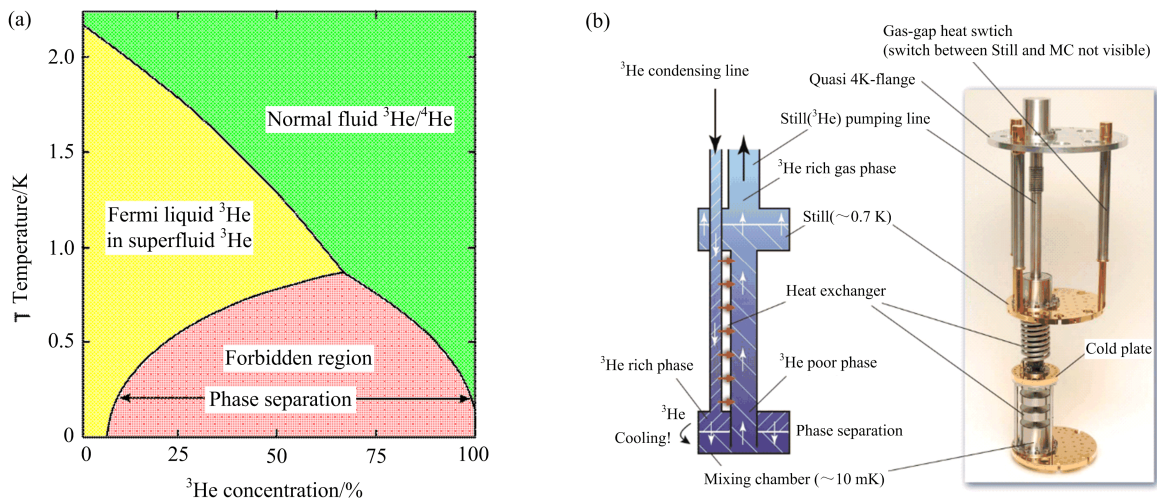 (a)
2.0
1.5
1.0
0.5
0
T Temperature/K
Normal fluid ³He/⁴He
Fermi liquid ³He
in superfluid ³He
Forbidden region
Phase separation
0
25
50
75
100
³He concentration/%
(b)
Gas-gap heat swtich
(switch between Still and MC not visible)
³He condensing line
Quasi 4K-flange
Still(³He) pumping line
³He rich gas phase
Still(∼0.7 K)
Heat exchanger
Cold plate
³He rich phase
³He poor phase
³He
Cooling!
Phase separation
Mixing chamber (∼10 mK)